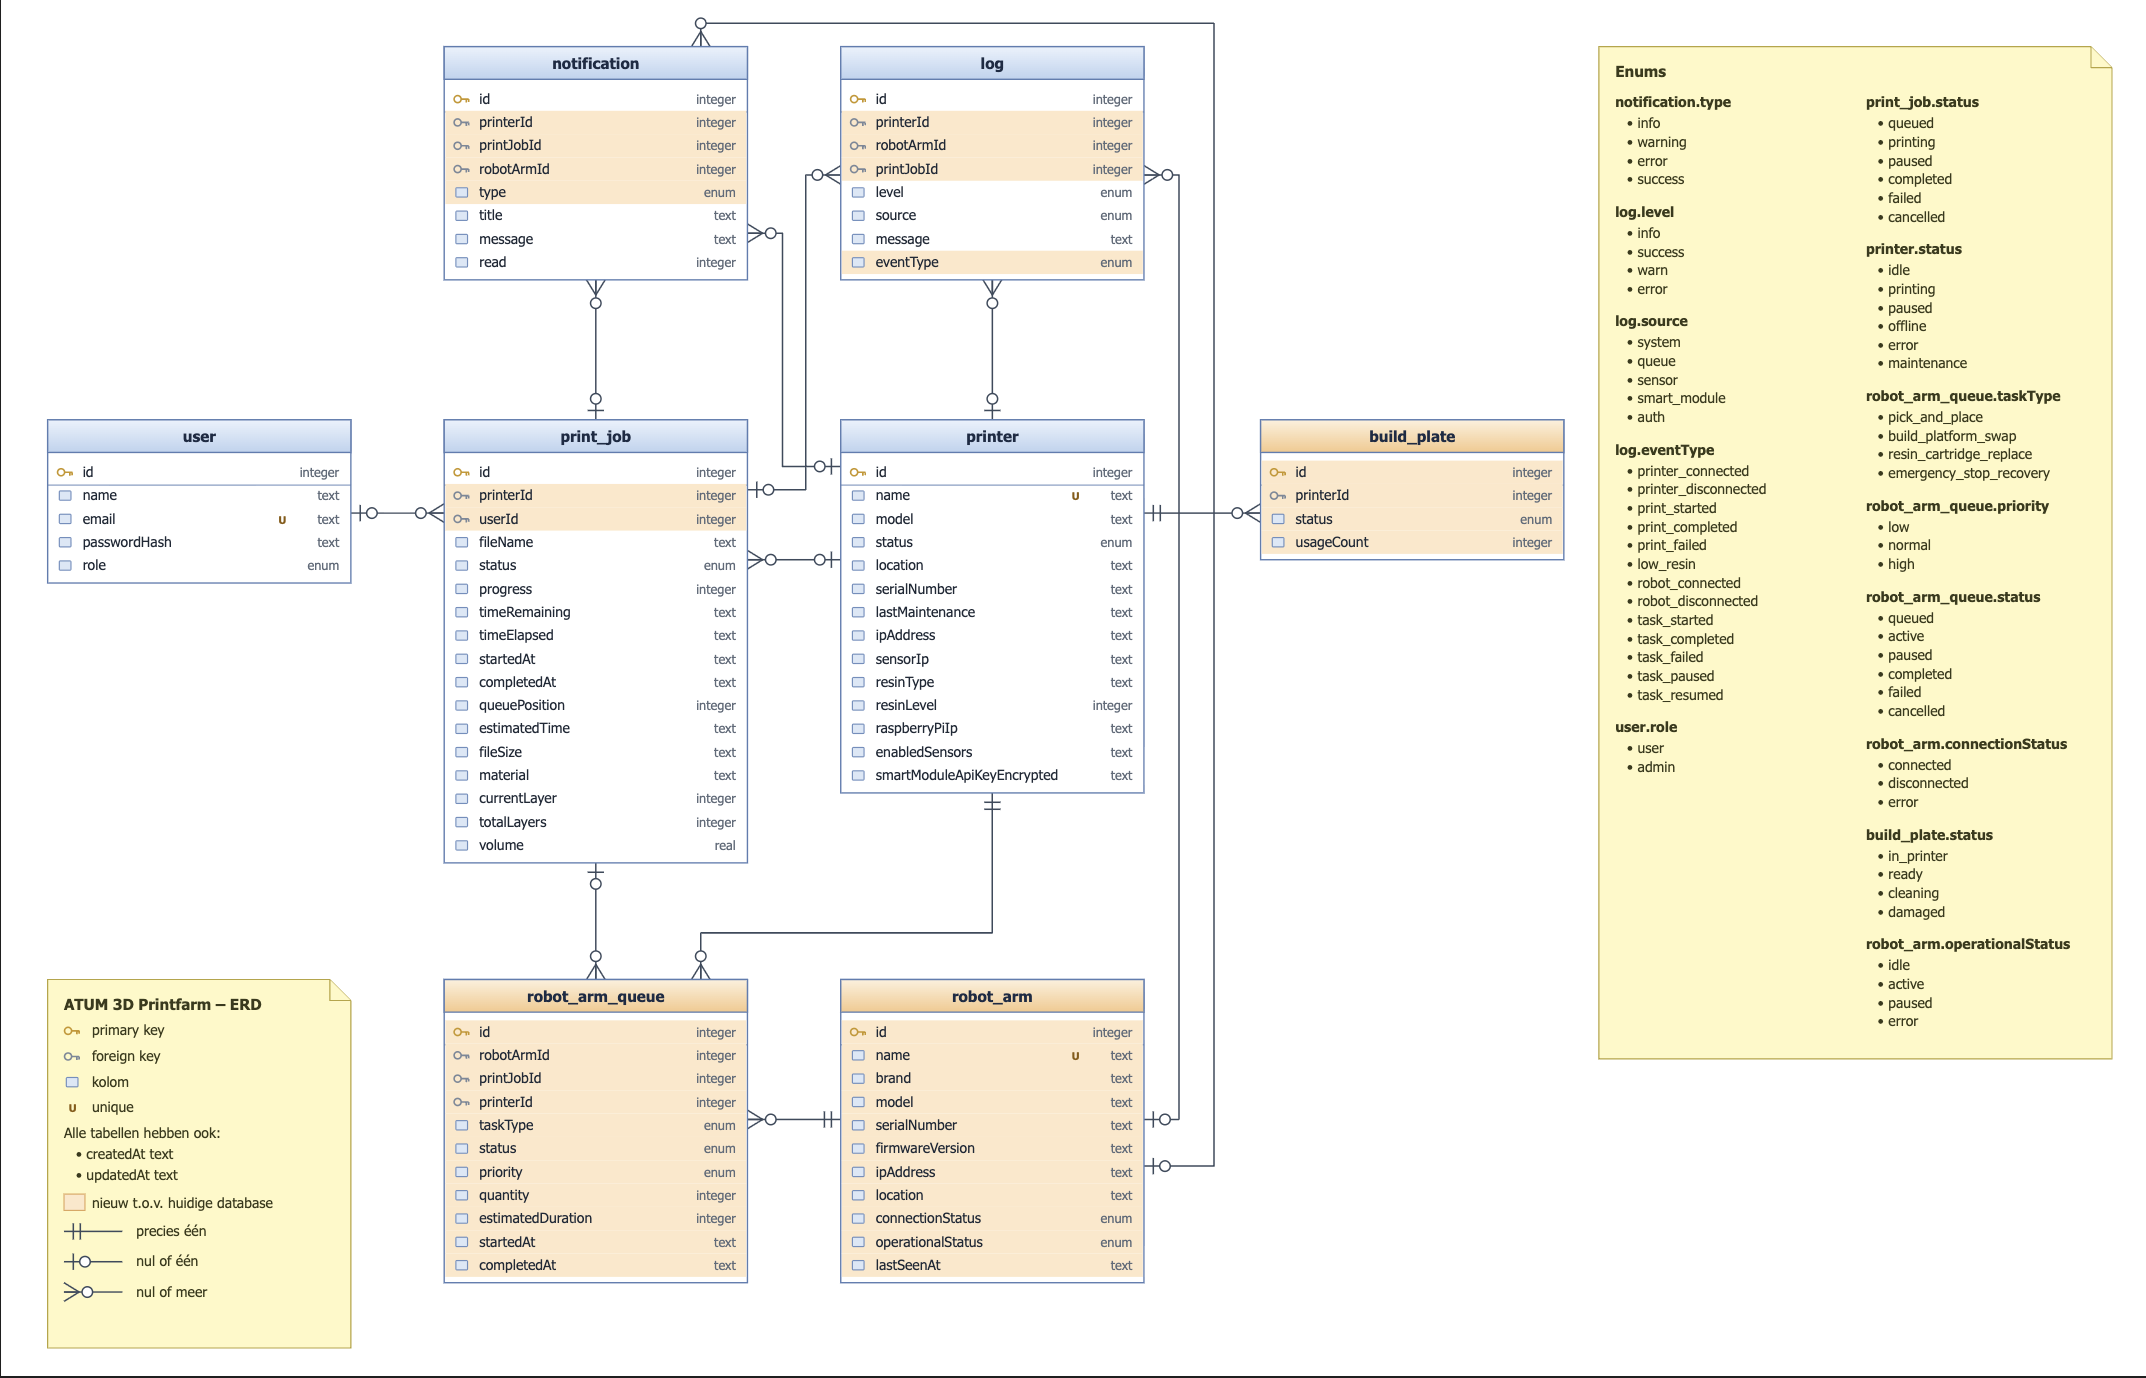 notification
id integer
printerId integer
printJobId integer
robotArmId integer
type enum
title text
message text
read integer
log
id integer
printerId integer
robotArmId integer
printJobId integer
level enum
source enum
message text
eventType enum
user
id integer
name text
email u text
passwordHash text
role enum
print_job
id integer
printerId integer
userId integer
fileName text
status enum
progress integer
timeRemaining text
timeElapsed text
startedAt text
completedAt text
queuePosition integer
estimatedTime text
fileSize text
material text
currentLayer integer
totalLayers integer
volume real
printer
id integer
name u text
model text
status enum
location text
serialNumber text
lastMaintenance text
ipAddress text
sensorIp text
resinType text
resinLevel integer
raspberryPiIp text
enabledSensors text
smartModuleApiKeyEncrypted text
build_plate
id integer
printerId integer
status enum
usageCount integer
robot_arm_queue
id integer
robotArmId integer
printJobId integer
printerId integer
taskType enum
status enum
priority enum
quantity integer
estimatedDuration integer
startedAt text
completedAt text
robot_arm
id integer
name u text
brand text
model text
serialNumber text
firmwareVersion text
ipAddress text
location text
connectionStatus enum
operationalStatus enum
lastSeenAt text
ATUM 3D Printfarm – ERD
primary key
foreign key
kolom
u unique
Alle tabellen hebben ook:
• createdAt text
• updatedAt text
nieuw t.o.v. huidige database
precies één
nul of één
nul of meer
Enums
notification.type
• info
• warning
• error
• success
log.level
• info
• success
• warn
• error
log.source
• system
• queue
• sensor
• smart_module
• auth
log.eventType
• printer_connected
• printer_disconnected
• print_started
• print_completed
• print_failed
• low_resin
• robot_connected
• robot_disconnected
• task_started
• task_completed
• task_failed
• task_paused
• task_resumed
user.role
• user
• admin
print_job.status
• queued
• printing
• paused
• completed
• failed
• cancelled
printer.status
• idle
• printing
• paused
• offline
• error
• maintenance
robot_arm_queue.taskType
• pick_and_place
• build_platform_swap
• resin_cartridge_replace
• emergency_stop_recovery
robot_arm_queue.priority
• low
• normal
• high
robot_arm_queue.status
• queued
• active
• paused
• completed
• failed
• cancelled
robot_arm.connectionStatus
• connected
• disconnected
• error
build_plate.status
• in_printer
• ready
• cleaning
• damaged
robot_arm.operationalStatus
• idle
• active
• paused
• error